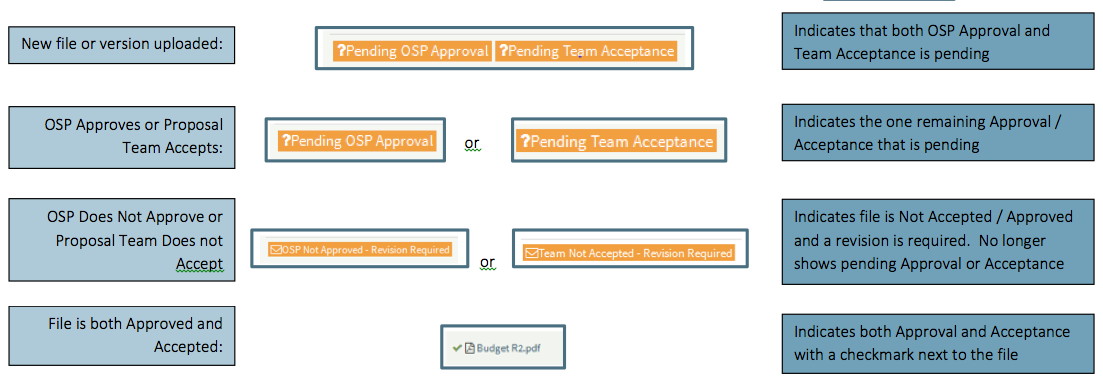 New file or version uploaded:
?Pending OSP Approval ?Pending Team Acceptance
Indicates that both OSP Approval and
Team Acceptance is pending
OSP Approves or Proposal
Team Accepts:
?Pending OSP Approval
or
?Pending Team Acceptance
Indicates the one remaining Approval /
Acceptance that is pending
OSP Does Not Approve or
Proposal Team Does not
Accept
OSP Not Approved - Revision Required
or
Team Not Accepted - Revision Required
Indicates file is Not Accepted / Approved
and a revision is required.  No longer
shows pending Approval or Acceptance
File is both Approved and
Accepted:
Budget R2.pdf
Indicates both Approval and Acceptance
with a checkmark next to the file